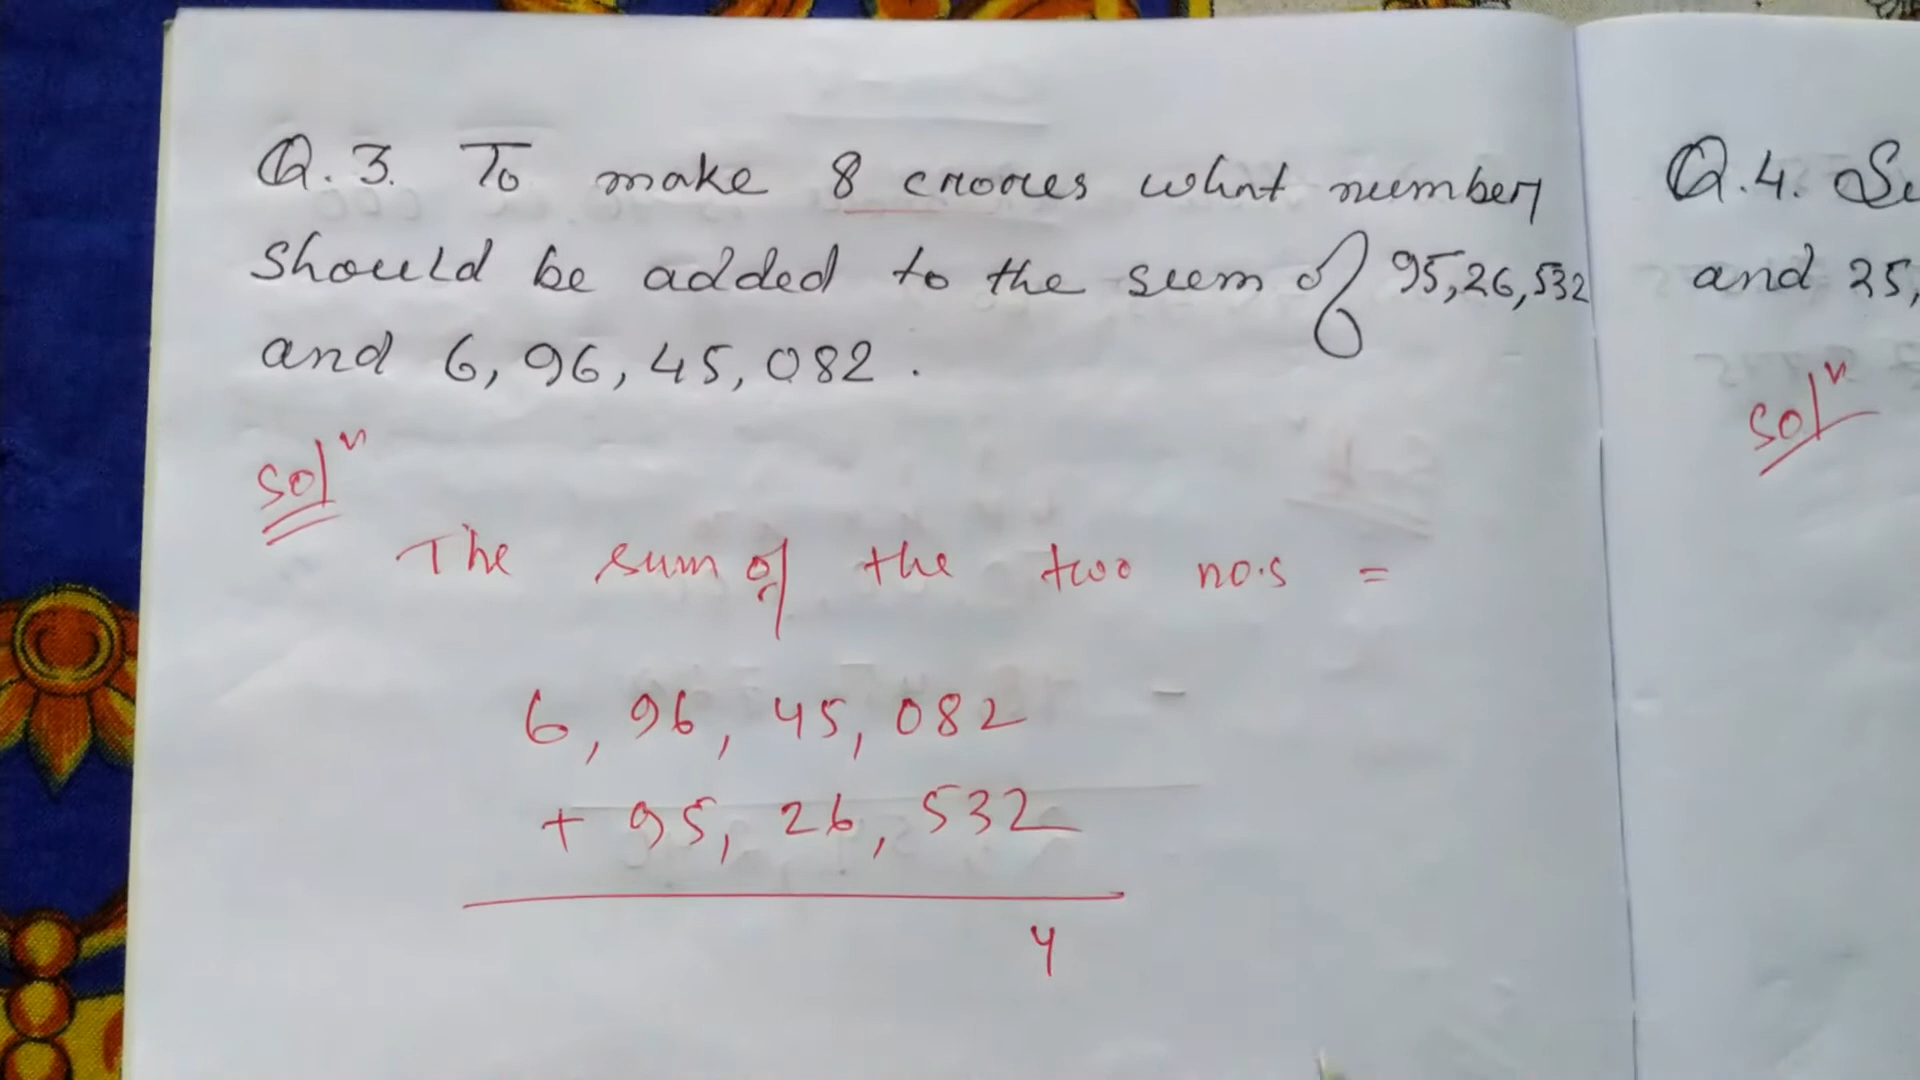 Q.3. To make 8 crores what number
should be added to the sum of 95,26,532
and 6,96,45,082.
Solⁿ
The sum of the two no.s =
6,96,45,082
+ 95,26,532
4
Q.4. Su
and 25,
Solⁿ